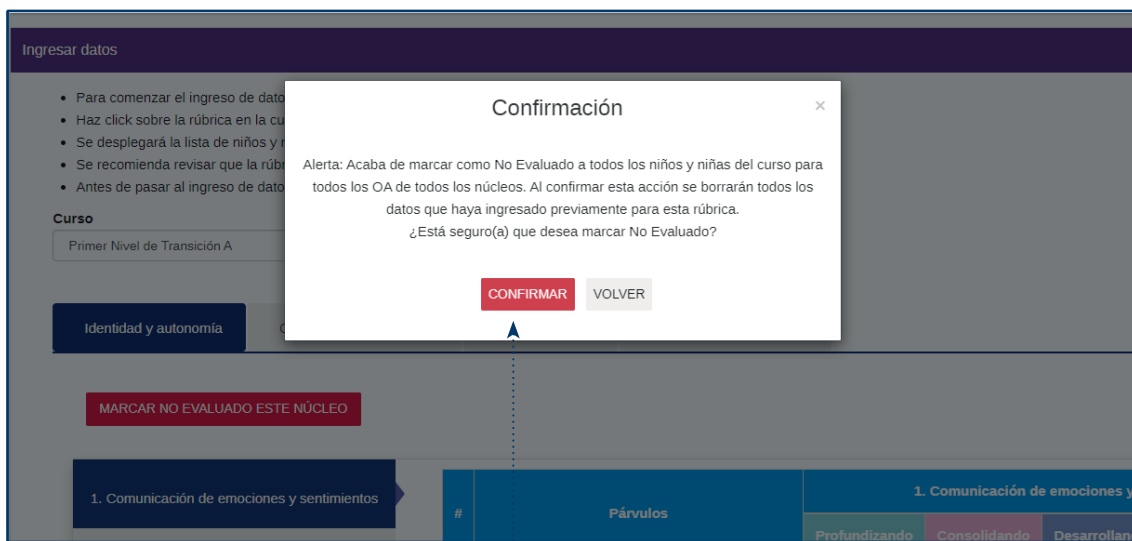 Ingresar datos
Para comenzar el ingreso de dato
Haz click sobre la rúbrica en la cu
Se desplegará la lista de niños y
Se recomienda revisar que la rúb
Antes de pasar al ingreso de dato
Curso
Primer Nivel de Transición A
Confirmación
×
Alerta: Acaba de marcar como No Evaluado a todos los niños y niñas del curso para
todos los OA de todos los núcleos. Al confirmar esta acción se borrarán todos los
datos que haya ingresado previamente para esta rúbrica.
¿Está seguro(a) que desea marcar No Evaluado?
CONFIRMAR VOLVER
Identidad y autonomía
MARCAR NO EVALUADO ESTE NÚCLEO
1. Comunicación de emociones y sentimientos
# Párvulos
1. Comunicación de emociones y
Profundizando Consolidando Desarrolland